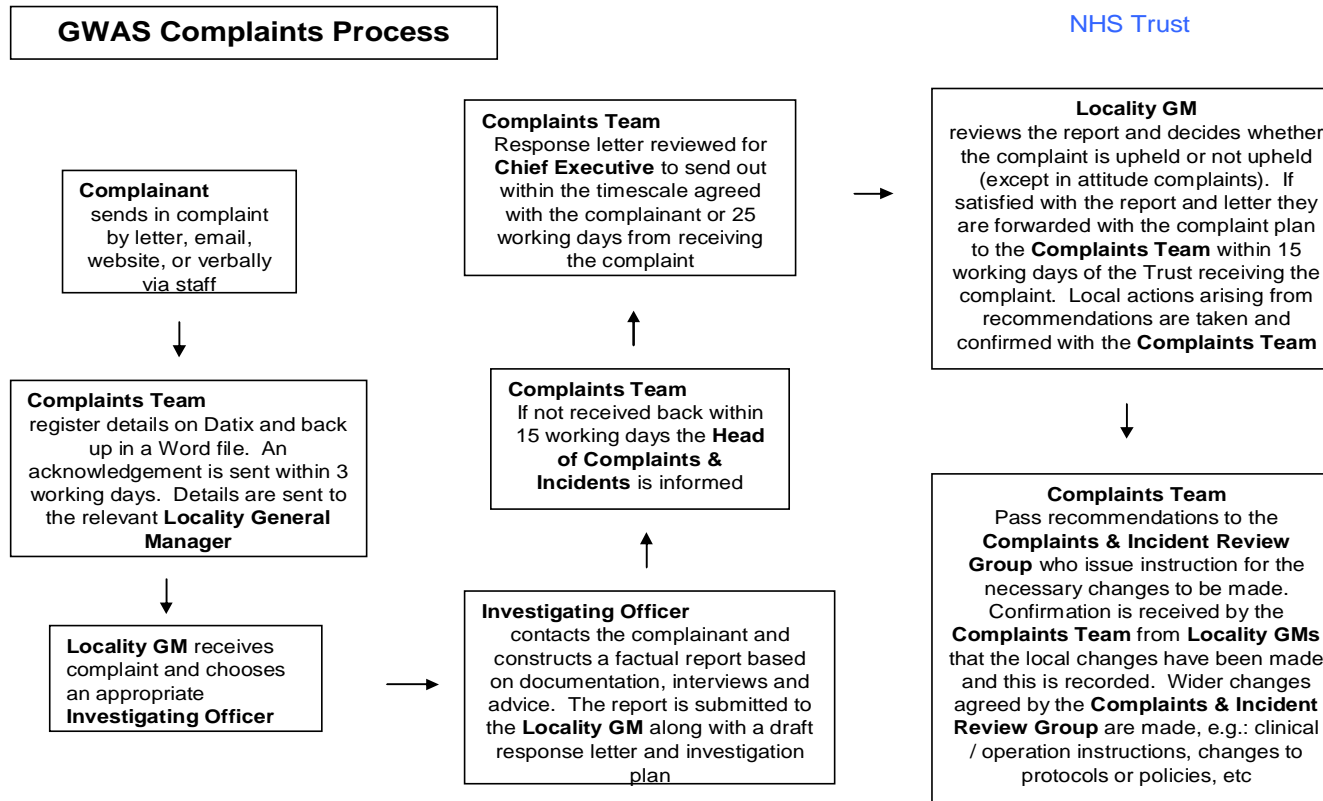 GWAS Complaints Process
NHS Trust
Complainant
sends in complaint
by letter, email,
website, or verbally
via staff
Complaints Team
register details on Datix and back
up in a Word file.  An
acknowledgement is sent within 3
working days.  Details are sent to
the relevant Locality General
Manager
Locality GM receives
complaint and chooses
an appropriate
Investigating Officer
Investigating Officer
contacts the complainant and
constructs a factual report based
on documentation, interviews and
advice.  The report is submitted to
the Locality GM along with a draft
response letter and investigation
plan
Complaints Team
If not received back within
15 working days the Head
of Complaints &
Incidents is informed
Complaints Team
Response letter reviewed for
Chief Executive to send out
within the timescale agreed
with the complainant or 25
working days from receiving
the complaint
Locality GM
reviews the report and decides whether
the complaint is upheld or not upheld
(except in attitude complaints).  If
satisfied with the report and letter they
are forwarded with the complaint plan
to the Complaints Team within 15
working days of the Trust receiving the
complaint.  Local actions arising from
recommendations are taken and
confirmed with the Complaints Team
Complaints Team
Pass recommendations to the
Complaints & Incident Review
Group who issue instruction for the
necessary changes to be made.
Confirmation is received by the
Complaints Team from Locality GMs
that the local changes have been made
and this is recorded.  Wider changes
agreed by the Complaints & Incident
Review Group are made, e.g.: clinical
/ operation instructions, changes to
protocols or policies, etc